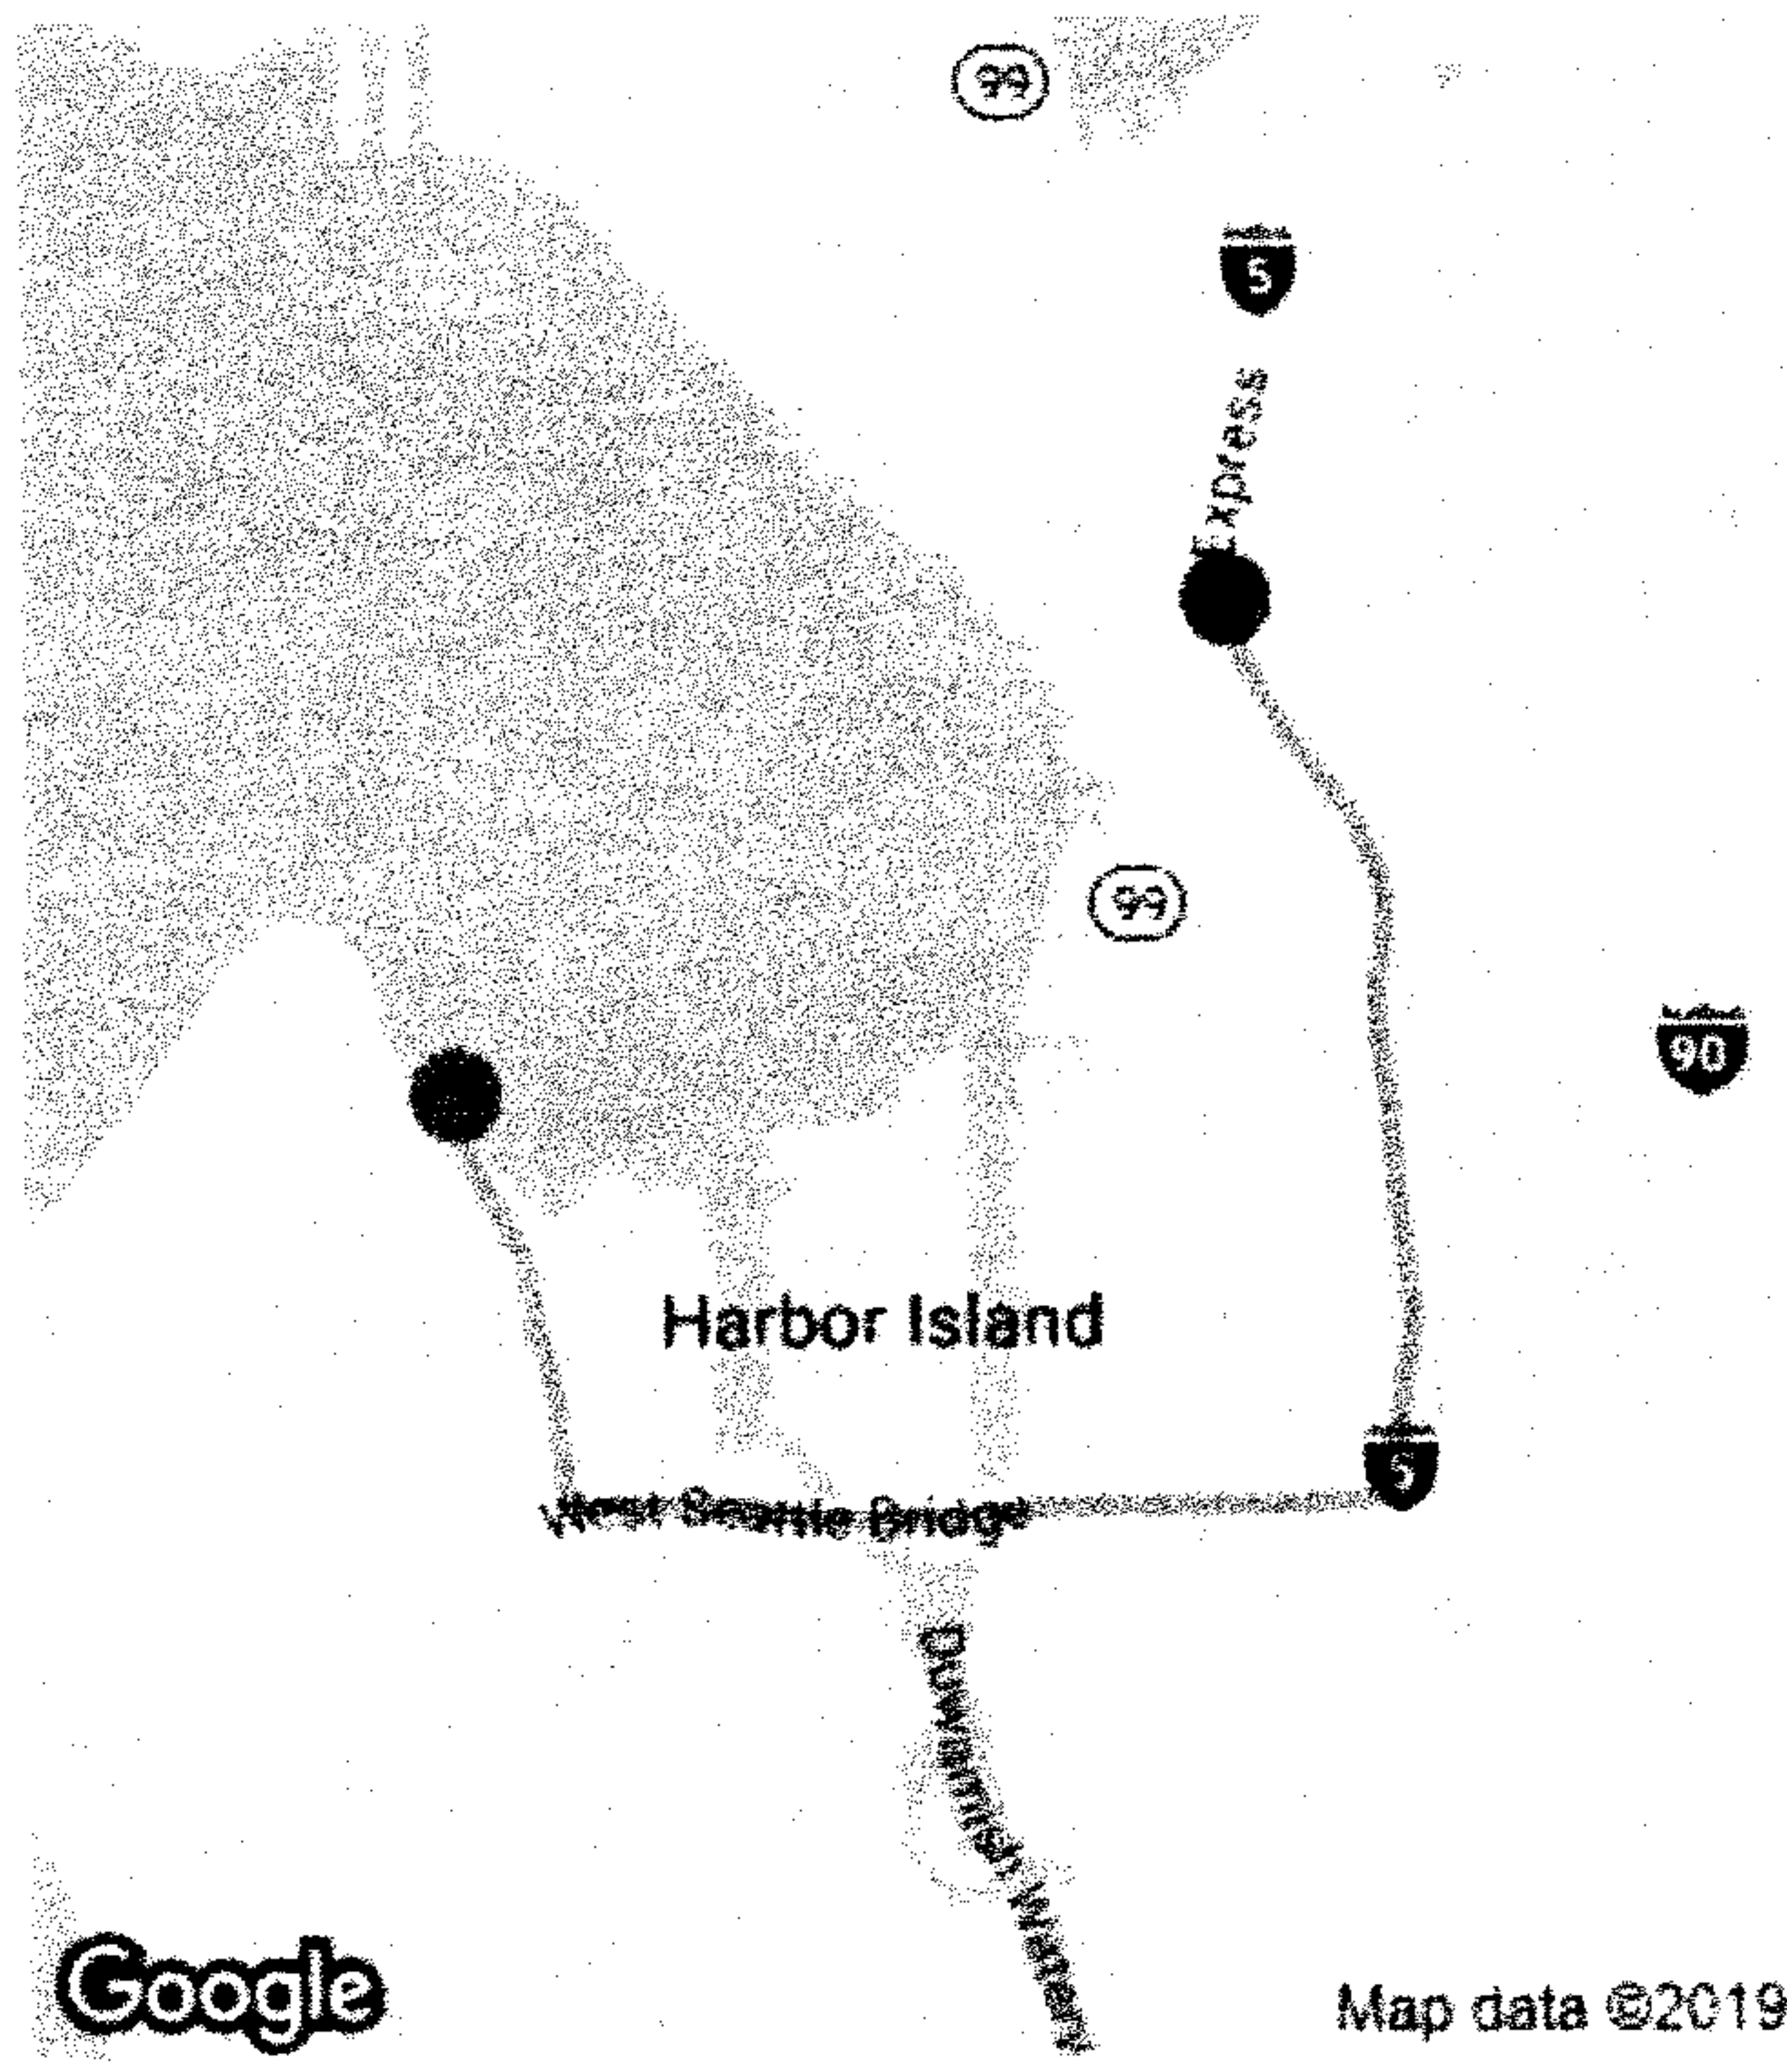 99
5
Express
99
90
Harbor Island
5
West Seattle Bridge
Duwamish Waterway
Google
Map data ©2019